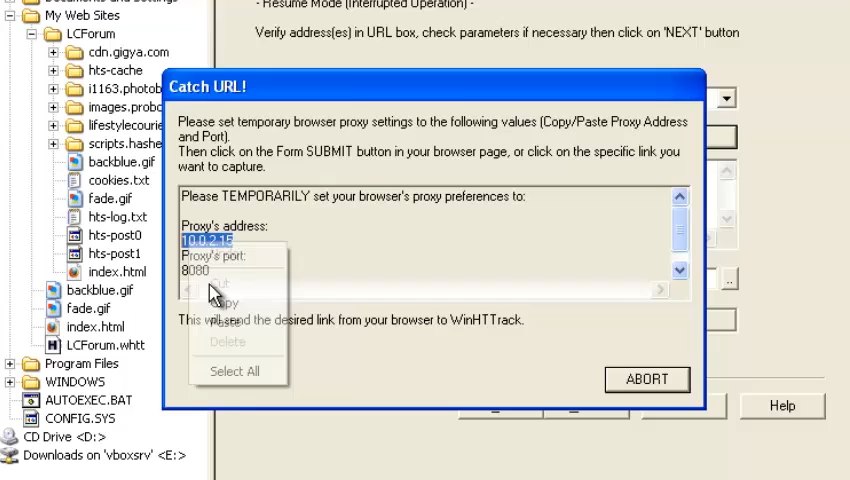 - Resume Mode (Interrupted Operation) -
My Web Sites
Verify address(es) in URL box, check parameters if necessary then click on 'NEXT' button
LCForum
cdn.gigya.com
hts-cache
i1163.photob
images.probo
lifestylecourie
scripts.hashe
backblue.gif
cookies.txt
fade.gif
hts-log.txt
hts-post0
hts-post1
index.html
backblue.gif
fade.gif
index.html
LCForum.whtt
Program Files
WINDOWS
AUTOEXEC.BAT
CONFIG.SYS
CD Drive <D:>
Downloads on 'vboxsrv' <E:>
Catch URL!
Please set temporary browser proxy settings to the following values (Copy/Paste Proxy Address
and Port).
Then click on the Form SUBMIT button in your browser page, or click on the specific link you
want to capture.
Please TEMPORARILY set your browser's proxy preferences to:
Proxy's address:
10.0.2.15
Proxy's port:
8080
Cut
Copy
Paste
Delete
Select All
This will send the desired link from your browser to WinHTTrack.
ABORT
..
Help